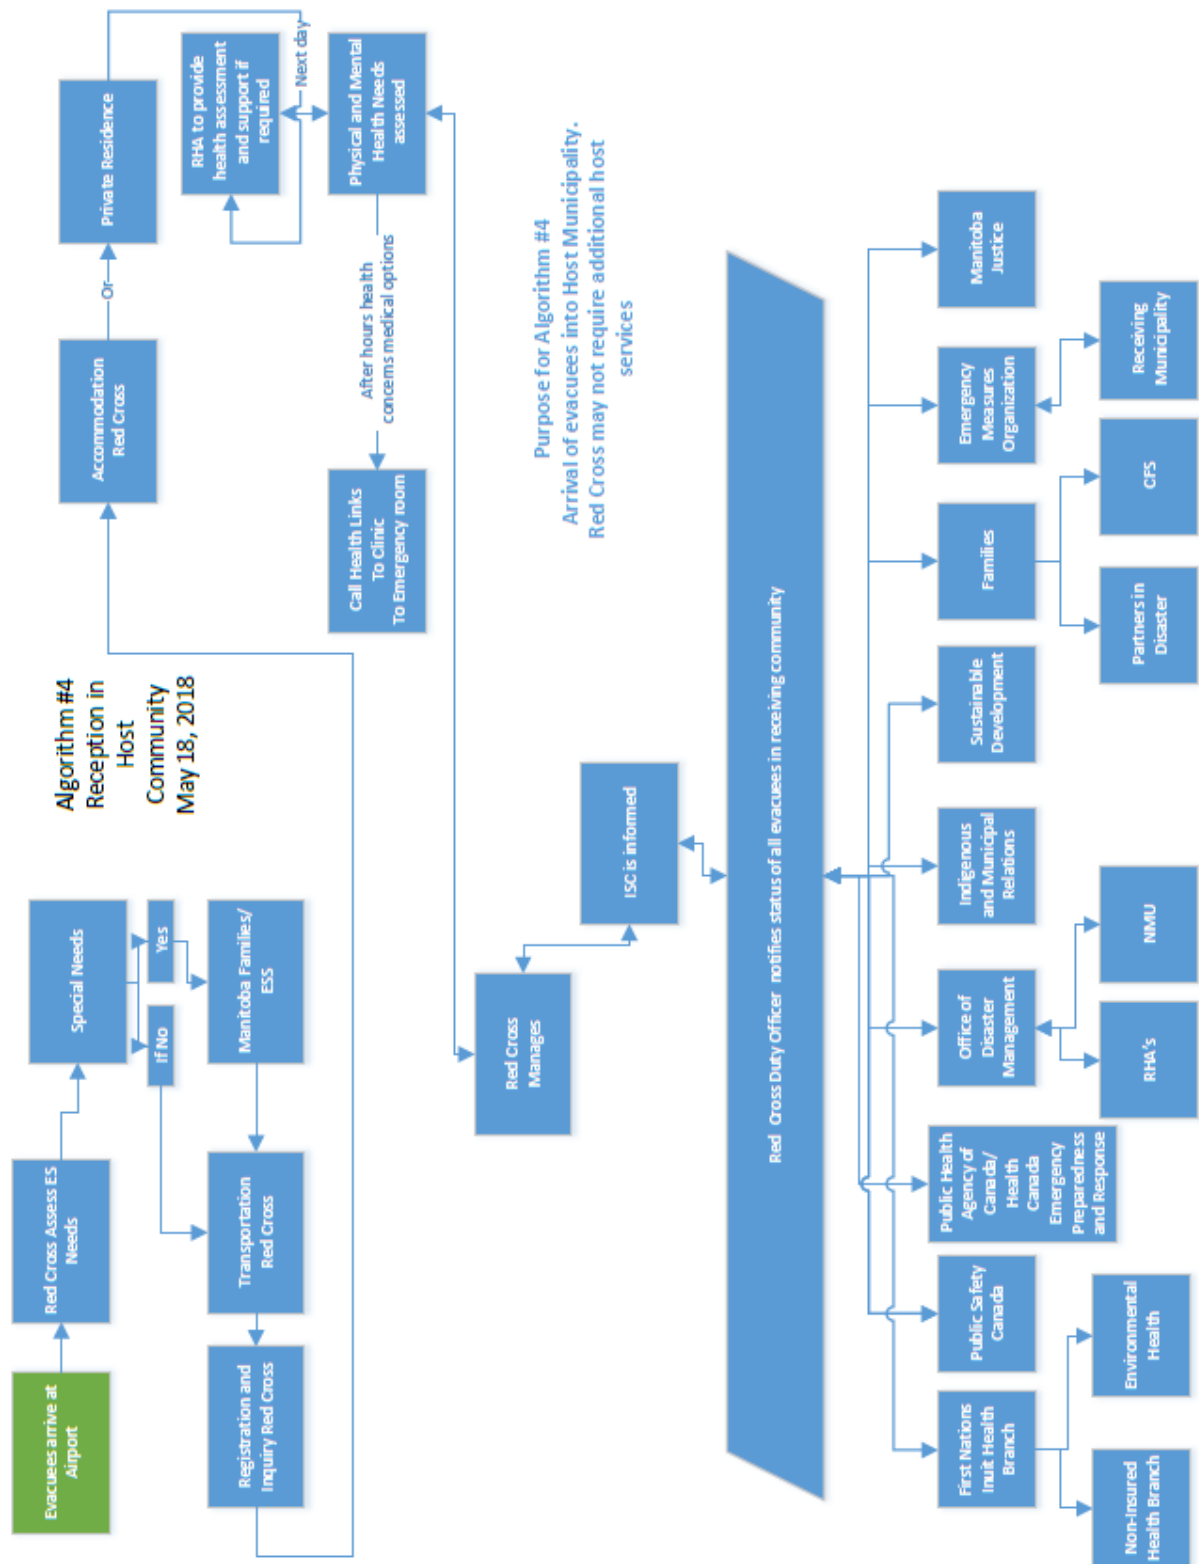 Evacuees arrive at
Airport
Red Cross Assess ES
Needs
Special Needs
If No
Yes
Manitoba Families/
ESS
Transportation
Red Cross
Registration and
Inquiry Red Cross
Algorithm #4
Reception in
Host
Community
May 18, 2018
Accommodation
Red Cross
Or
Private Residence
RHA to provide
health assessment
and support if
required
Next day
Physical and Mental
Health Needs
assessed
After hours health
concerns medical options
Call Health Links
To Clinic
To Emergency room
Red Cross
Manages
ISC is informed
Purpose for Algorithm #4
Arrival of evacuees into Host Municipality.
Red Cross may not require additional host
services
Red Cross Duty Officer notifies status of all evacuees in receiving community
First Nations
Inuit Health
Branch
Public Safety
Canada
Public Health
Agency of
Canada/
Health
Canada
Emergency
Preparedness
and Response
Office of
Disaster
Management
Indigenous
and Municipal
Relations
Sustainable
Development
Families
Emergency
Measures
Organization
Manitoba
Justice
Non-Insured
Health Branch
Environmental
Health
RHA's
NMU
Partners in
Disaster
CFS
Receiving
Municipality